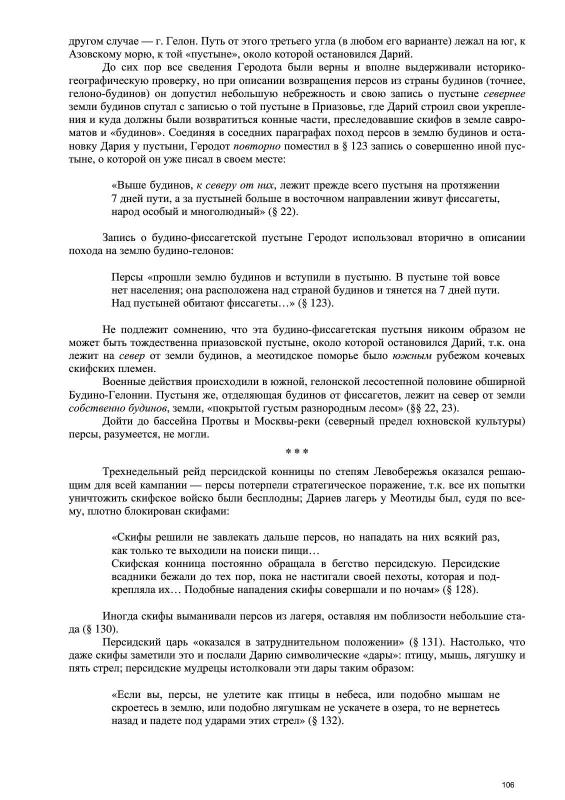 другом случае — г. Гелон. Путь от этого третьего угла (в любом его варианте) лежал на юг, к
Азовскому морю, к той «пустыне», около которой остановился Дарий.
До сих пор все сведения Геродота были верны и вполне выдерживали историко-
географическую проверку, но при описании возвращения персов из страны будинов (точнее,
гелоно-будинов) он допустил небольшую небрежность и свою запись о пустыне севернее
земли будинов спутал с записью о той пустыне в Приазовье, где Дарий строил свои укрепле-
ния и куда должны были возвратиться конные части, преследовавшие скифов в земле савро-
матов и «будинов». Соединяя в соседних параграфах поход персов в землю будинов и оста-
новку Дария у пустыни, Геродот повторно поместил в § 123 запись о совершенно иной пус-
тыне, о которой он уже писал в своем месте:
«Выше будинов, к северу от них, лежит прежде всего пустыня на протяжении
7 дней пути, а за пустыней больше в восточном направлении живут фиссагеты,
народ особый и многолюдный» (§ 22).
Запись о будино-фиссагетской пустыне Геродот использовал вторично в описании
похода на землю будино-гелонов:
Персы «прошли землю будинов и вступили в пустыню. В пустыне той вовсе
нет населения; она расположена над страной будинов и тянется на 7 дней пути.
Над пустыней обитают фиссагеты…» (§ 123).
Не подлежит сомнению, что эта будино-фиссагетская пустыня никоим образом не
может быть тождественна приазовской пустыне, около которой остановился Дарий, т.к. она
лежит на север от земли будинов, а меотидское поморье было южным рубежом кочевых
скифских племен.
Военные действия происходили в южной, гелонской лесостепной половине обширной
Будино-Гелонии. Пустыня же, отделяющая будинов от фиссагетов, лежит на север от земли
собственно будинов, земли, «покрытой густым разнородным лесом» (§§ 22, 23).
Дойти до бассейна Протвы и Москвы-реки (северный предел юхновской культуры)
персы, разумеется, не могли.
* * *
Трехнедельный рейд персидской конницы по степям Левобережья оказался решаю-
щим для всей кампании — персы потерпели стратегическое поражение, т.к. все их попытки
уничтожить скифское войско были бесплодны; Дариев лагерь у Меотиды был, судя по все-
му, плотно блокирован скифами:
«Скифы решили не завлекать дальше персов, но нападать на них всякий раз,
как только те выходили на поиски пищи…
Скифская конница постоянно обращала в бегство персидскую. Персидские
всадники бежали до тех пор, пока не настигали своей пехоты, которая и под-
крепляла их… Подобные нападения скифы совершали и по ночам» (§ 128).
Иногда скифы выманивали персов из лагеря, оставляя им поблизости небольшие ста-
да (§ 130).
Персидский царь «оказался в затруднительном положении» (§ 131). Настолько, что
даже скифы заметили это и послали Дарию символические «дары»: птицу, мышь, лягушку и
пять стрел; персидские мудрецы истолковали эти дары таким образом:
«Если вы, персы, не улетите как птицы в небеса, или подобно мышам не
скроетесь в землю, или подобно лягушкам не ускачете в озера, то не вернетесь
назад и падете под ударами этих стрел» (§ 132).
106